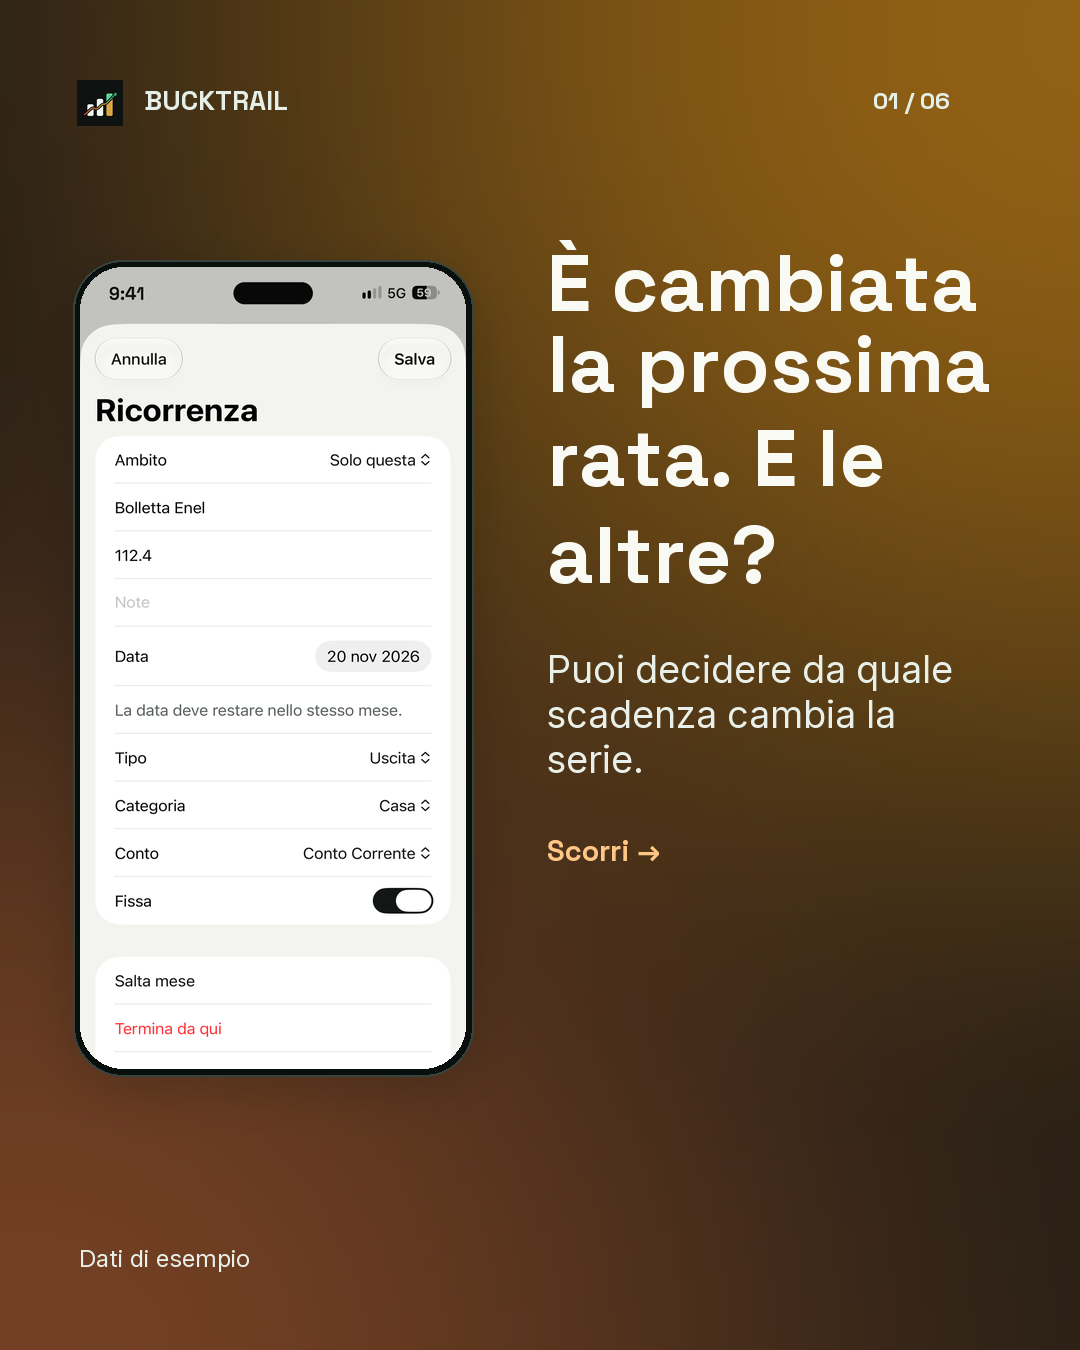 BUCKTRAIL
01 / 06
9:41
5G
59
Annulla
Salva
Ricorrenza
Ambito
Solo questa
Bolletta Enel
112.4
Note
Data
20 nov 2026
La data deve restare nello stesso mese.
Tipo
Uscita
Categoria
Casa
Conto
Conto Corrente
Fissa
Salta mese
Termina da qui
È cambiata
la prossima
rata. E le
altre?
Puoi decidere da quale
scadenza cambia la
serie.
Scorri →
Dati di esempio